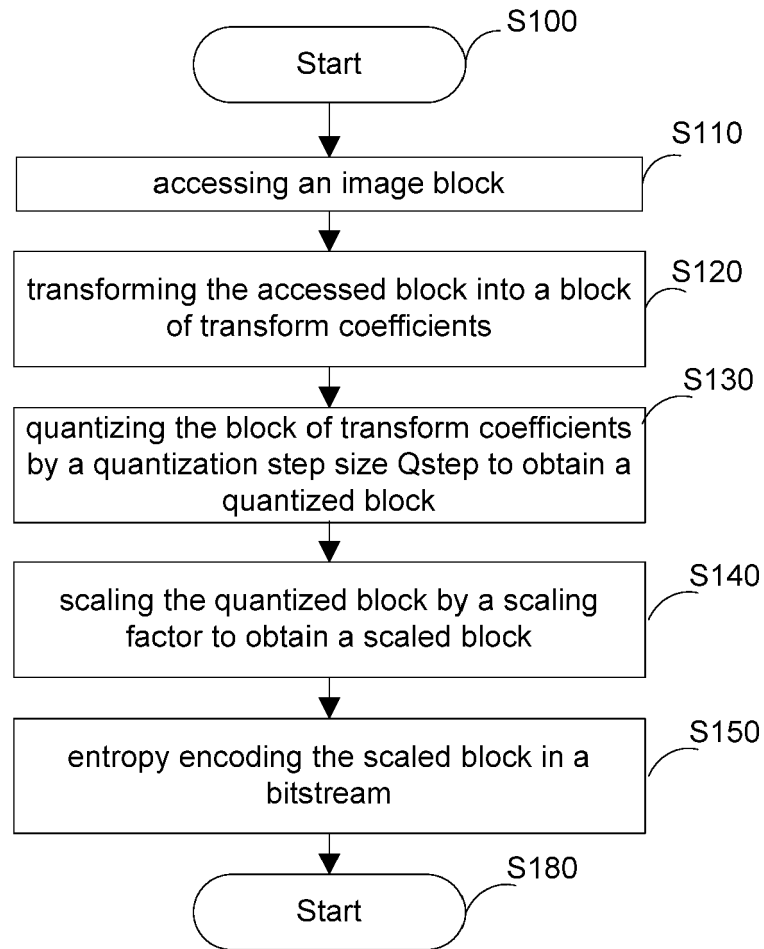 Start
S100
accessing an image block
S110
transforming the accessed block into a block
of transform coefficients
S120
quantizing the block of transform coefficients
by a quantization step size Qstep to obtain a
quantized block
S130
scaling the quantized block by a scaling
factor to obtain a scaled block
S140
entropy encoding the scaled block in a
bitstream
S150
Start
S180